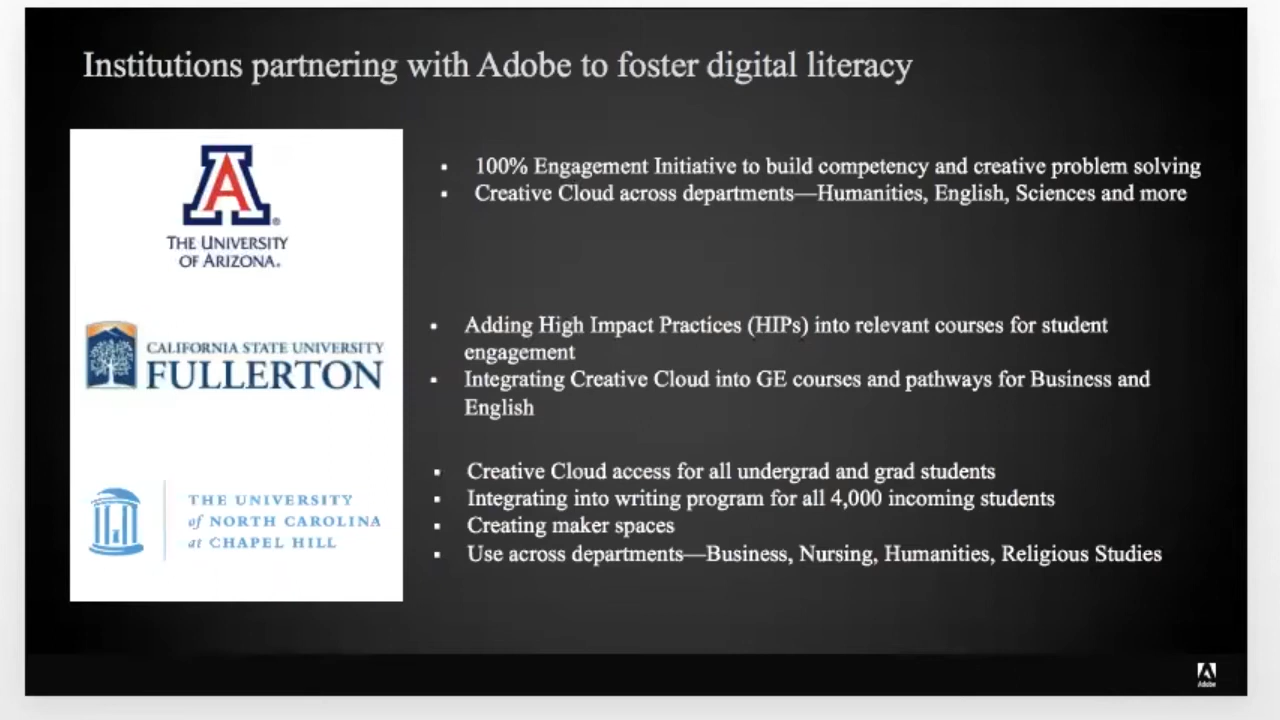 Institutions partnering with Adobe to foster digital literacy
A
THE UNIVERSITY
OF ARIZONA.
▪ 100% Engagement Initiative to build competency and creative problem solving
▪ Creative Cloud across departments—Humanities, English, Sciences and more
CALIFORNIA STATE UNIVERSITY
FULLERTON
▪ Adding High Impact Practices (HIPs) into relevant courses for student
engagement
▪ Integrating Creative Cloud into GE courses and pathways for Business and
English
THE UNIVERSITY
of NORTH CAROLINA
at CHAPEL HILL
▪ Creative Cloud access for all undergrad and grad students
▪ Integrating into writing program for all 4,000 incoming students
▪ Creating maker spaces
▪ Use across departments—Business, Nursing, Humanities, Religious Studies
Adobe